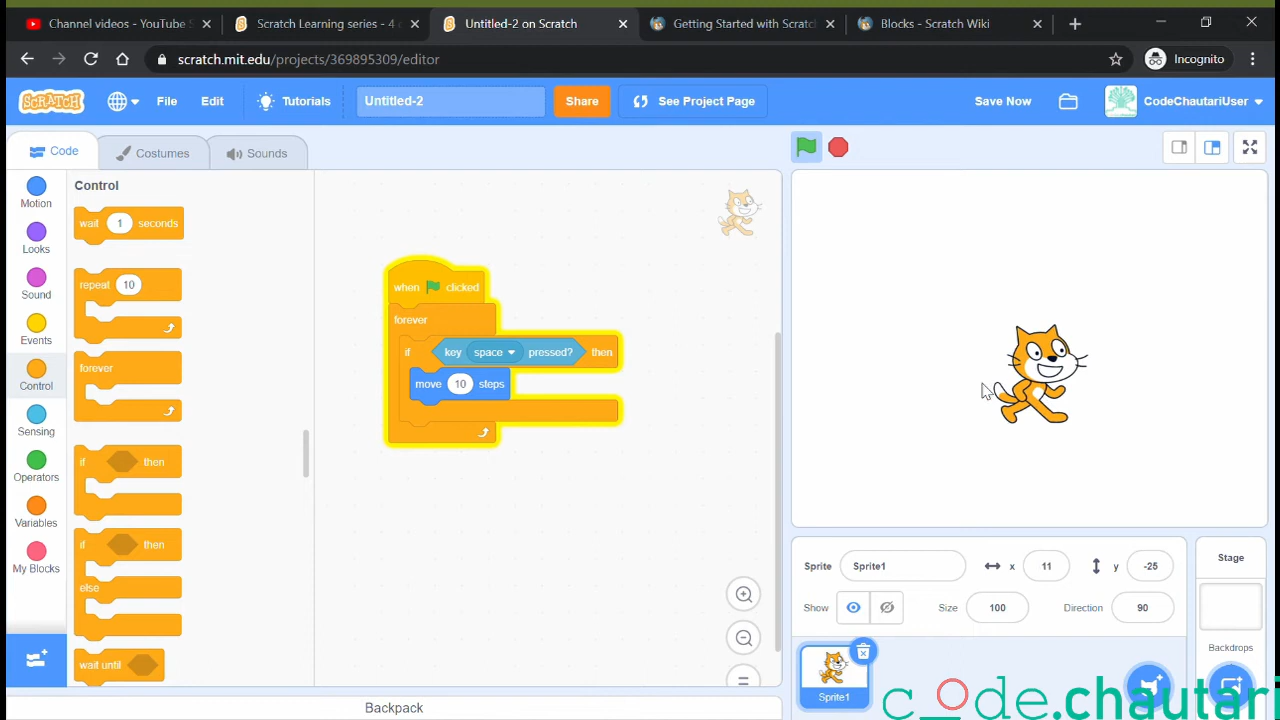 Channel videos - YouTube S
Scratch Learning series - 4 e
Untitled-2 on Scratch
Getting Started with Scratc
Blocks - Scratch Wiki
scratch.mit.edu/projects/369895309/editor
Incognito
SCRATCH
File
Edit
Tutorials
Untitled-2
Share
See Project Page
Save Now
CodeChautariUser
Code
Costumes
Sounds
Motion
Looks
Sound
Events
Control
Sensing
Operators
Variables
My Blocks
Control
wait 1 seconds
repeat 10
forever
if then
if then
else
wait until
when clicked
forever
if key space pressed? then
move 10 steps
Sprite Sprite1 x 11 y -25
Show Size 100 Direction 90
Sprite1
Stage
Backdrops
Backpack
c_ode.chautari